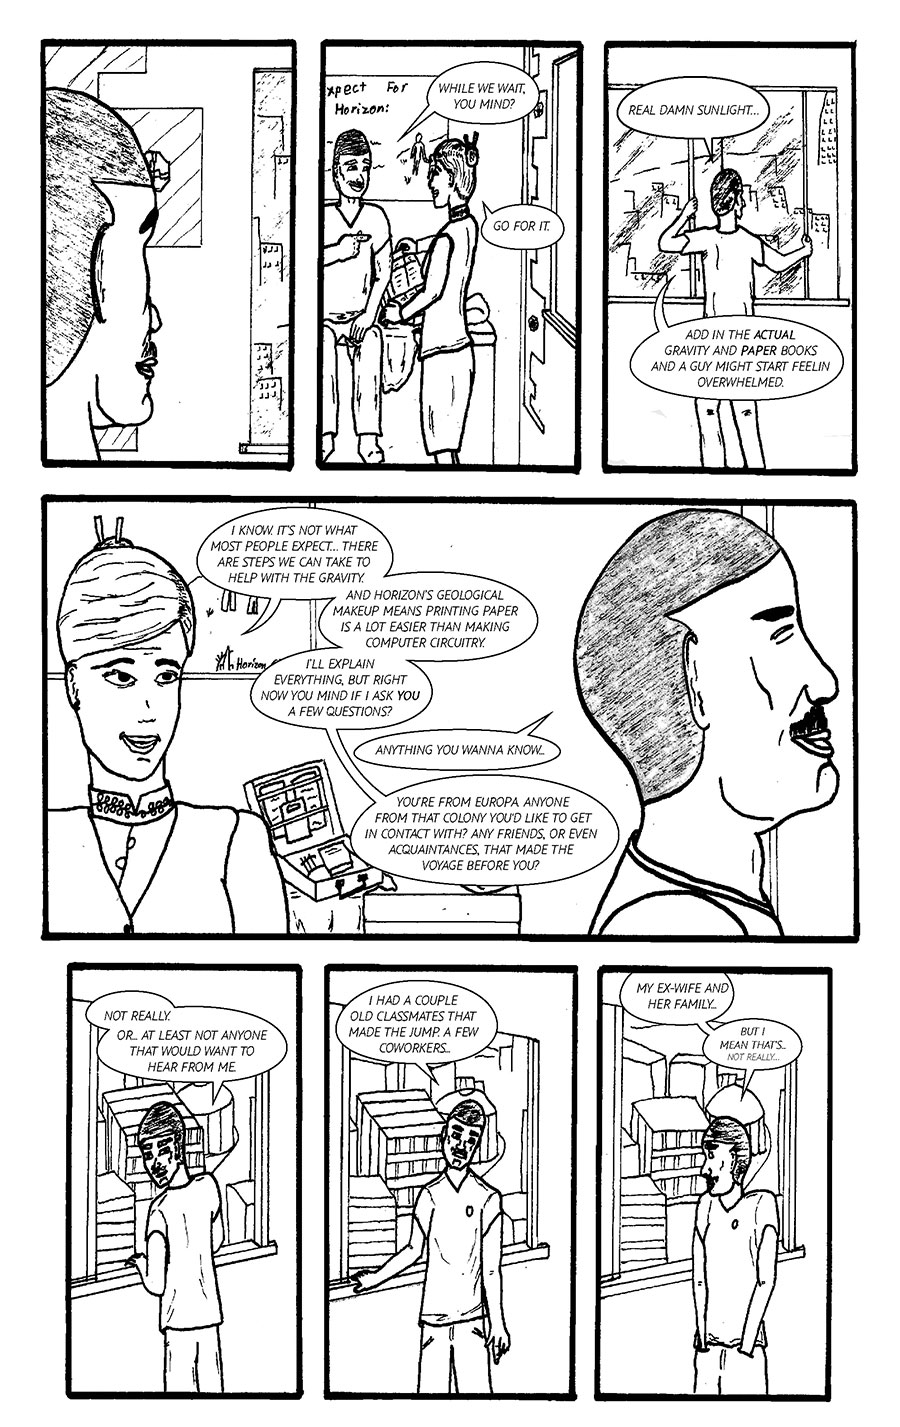 xpect For
Horizon:
WHILE WE WAIT,
YOU MIND?
GO FOR IT.
REAL DAMN SUNLIGHT...
ADD IN THE ACTUAL
GRAVITY AND PAPER BOOKS
AND A GUY MIGHT START FEELIN
OVERWHELMED.
I KNOW. IT'S NOT WHAT
MOST PEOPLE EXPECT... THERE
ARE STEPS WE CAN TAKE TO
HELP WITH THE GRAVITY.
AND HORIZON'S GEOLOGICAL
MAKEUP MEANS PRINTING PAPER
IS A LOT EASIER THAN MAKING
COMPUTER CIRCUITRY.
Horizon
I'LL EXPLAIN
EVERYTHING, BUT RIGHT
NOW YOU MIND IF I ASK YOU
A FEW QUESTIONS?
ANYTHING YOU WANNA KNOW...
YOU'RE FROM EUROPA. ANYONE
FROM THAT COLONY YOU'D LIKE TO GET
IN CONTACT WITH? ANY FRIENDS, OR EVEN
ACQUAINTANCES, THAT MADE THE
VOYAGE BEFORE YOU?
NOT REALLY.
OR... AT LEAST NOT ANYONE
THAT WOULD WANT TO
HEAR FROM ME.
I HAD A COUPLE
OLD CLASSMATES THAT
MADE THE JUMP. A FEW
COWORKERS...
MY EX-WIFE AND
HER FAMILY...
BUT I
MEAN THAT'S...
NOT REALLY...